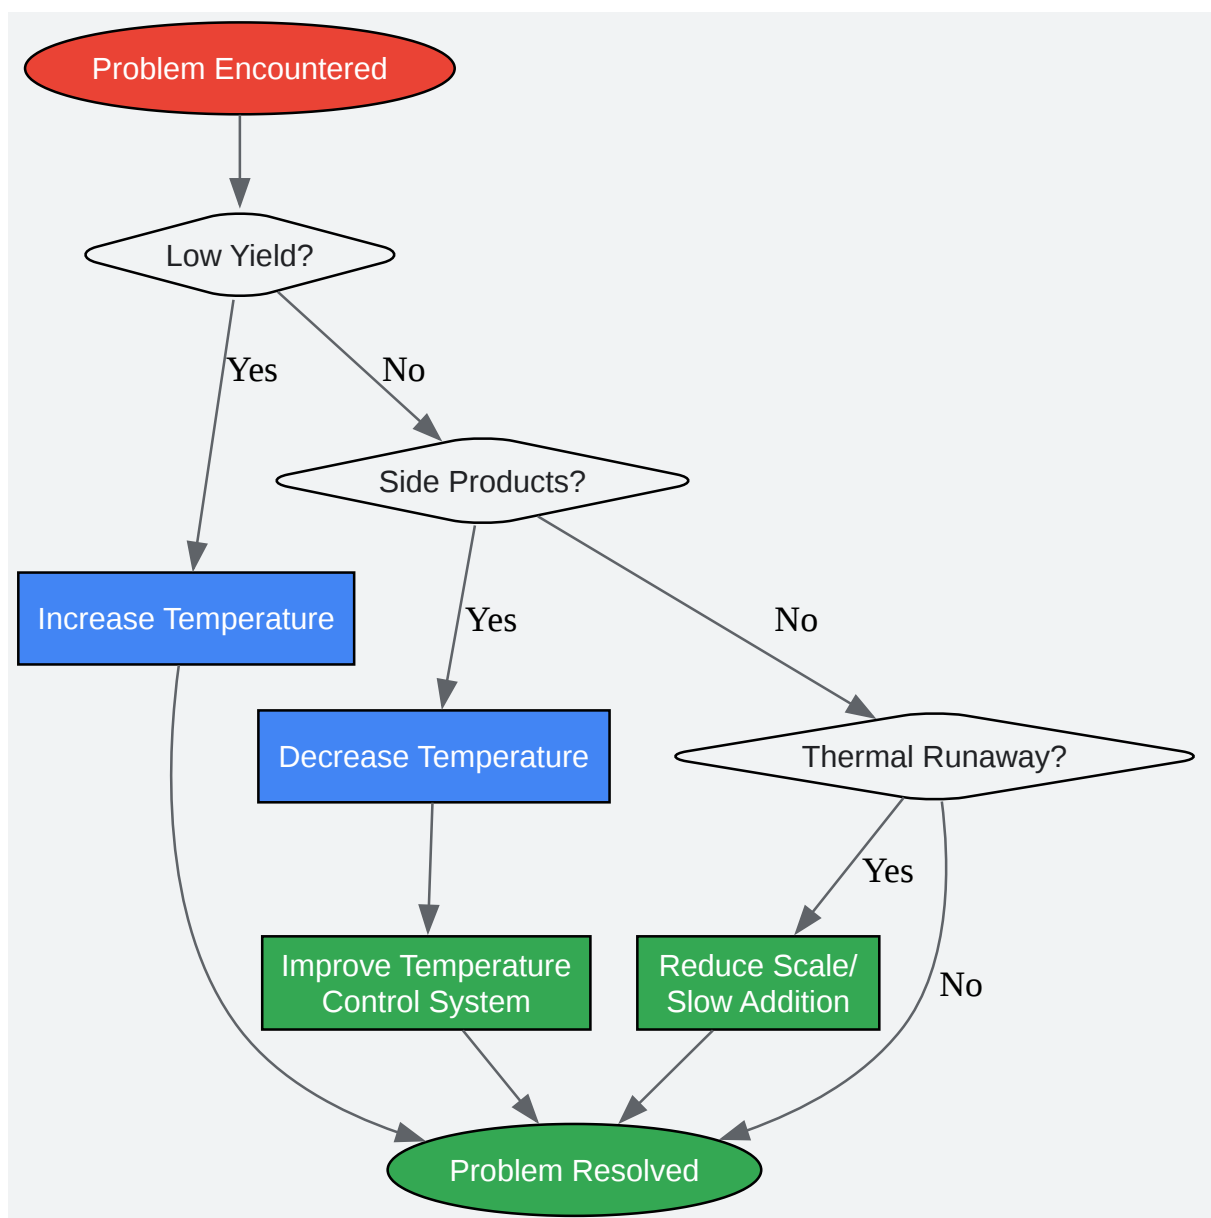 Problem Encountered
Low Yield?
Yes
No
Side Products?
Increase Temperature
Yes
No
Decrease Temperature
Thermal Runaway?
Yes
Improve Temperature
Control System
Reduce Scale/
Slow Addition
No
Problem Resolved